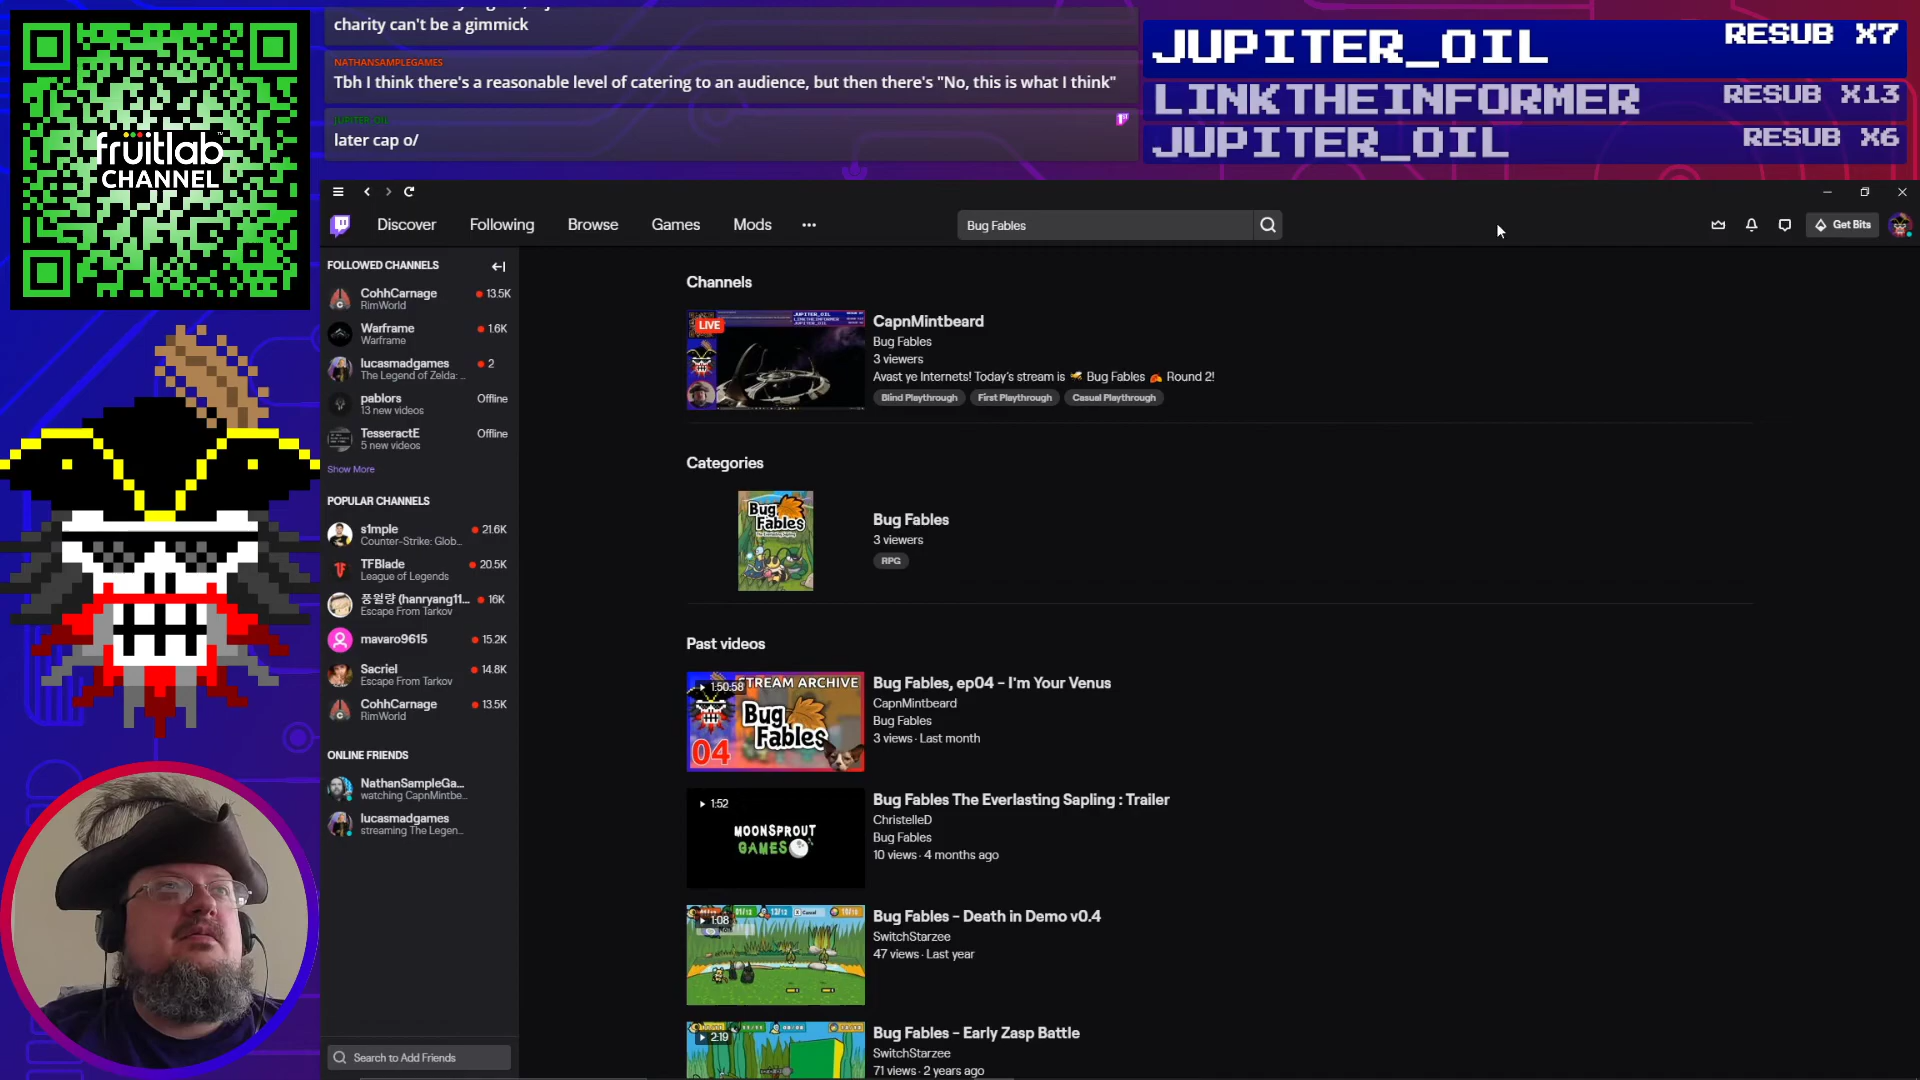 fruitlab™
CHANNEL
charity can't be a gimmick
NATHANSAMPLEGAMES
Tbh I think there's a reasonable level of catering to an audience, but then there's "No, this is what I think"
JUPITER_OIL
later cap o/
JUPITER_OIL RESUB X7
LINKTHEINFORMER RESUB X13
JUPITER_OIL RESUB X6
Discover Following Browse Games Mods ••• Bug Fables Get Bits
FOLLOWED CHANNELS
CohhCarnage 13.5K
RimWorld
Warframe 1.6K
Warframe
lucasmadgames 2
The Legend of Zelda: ...
pablors Offline
13 new videos
TesseractE Offline
5 new videos
Show More
POPULAR CHANNELS
s1mple 21.6K
Counter-Strike: Glob...
TFBlade 20.5K
League of Legends
풍월량 (hanryang11... 16K
Escape From Tarkov
mavaro9615 15.2K
Sacriel 14.8K
Escape From Tarkov
CohhCarnage 13.5K
RimWorld
ONLINE FRIENDS
NathanSampleGa...
watching CapnMintbe...
lucasmadgames
streaming The Legen...
Search to Add Friends
Channels
LIVE
JUPITER_OIL
LINKTHEINFORMER
JUPITER_OIL
CapnMintbeard
Bug Fables
3 viewers
Avast ye Internets! Today's stream is 🐝 Bug Fables 🍂 Round 2!
Blind Playthrough First Playthrough Casual Playthrough
Categories
Bug Fables
Bug Fables
3 viewers
RPG
Past videos
1:50:58
STREAM ARCHIVE
Bug Fables
04
Bug Fables, ep04 - I'm Your Venus
CapnMintbeard
Bug Fables
3 views · Last month
1:52
MOONSPROUT
GAMES
Bug Fables The Everlasting Sapling : Trailer
ChristelleD
Bug Fables
10 views · 4 months ago
1:08
Bug Fables - Death in Demo v0.4
SwitchStarzee
47 views · Last year
2:19
Bug Fables - Early Zasp Battle
SwitchStarzee
71 views · 2 years ago